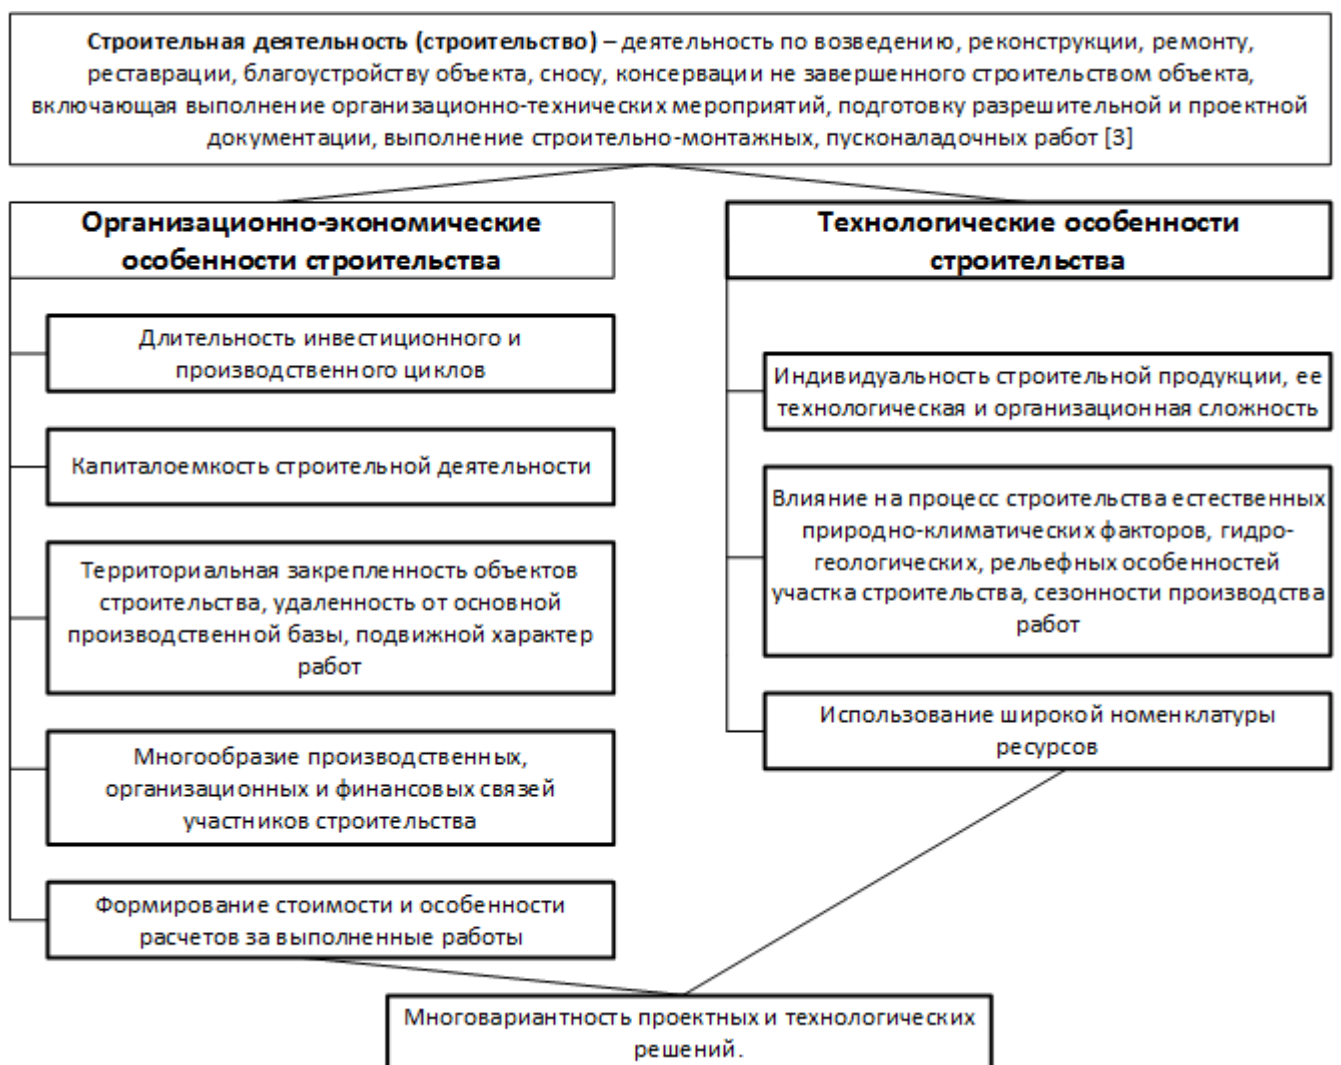 Строительная деятельность (строительство) – деятельность по возведению, реконструкции, ремонту,
реставрации, благоустройству объекта, сносу, консервации не завершенного строительством объекта,
включающая выполнение организационно-технических мероприятий, подготовку разрешительной и проектной
документации, выполнение строительно-монтажных, пусконаладочных работ [3]
Организационно-экономические
особенности строительства
Длительность инвестиционного и
производственного циклов
Капиталоемкость строительной деятельности
Территориальная закрепленность объектов
строительства, удаленность от основной
производственной базы, подвижной характер
работ
Многообразие производственных,
организационных и финансовых связей
участников строительства
Формирование стоимости и особенности
расчетов за выполненные работы
Технологические особенности
строительства
Индивидуальность строительной продукции, ее
технологическая и организационная сложность
Влияние на процесс строительства естественных
природно-климатических факторов, гидро-
геологических, рельефных особенностей
участка строительства, сезонности производства
работ
Использование широкой номенклатуры
ресурсов
Многовариантность проектных и технологических
решений.